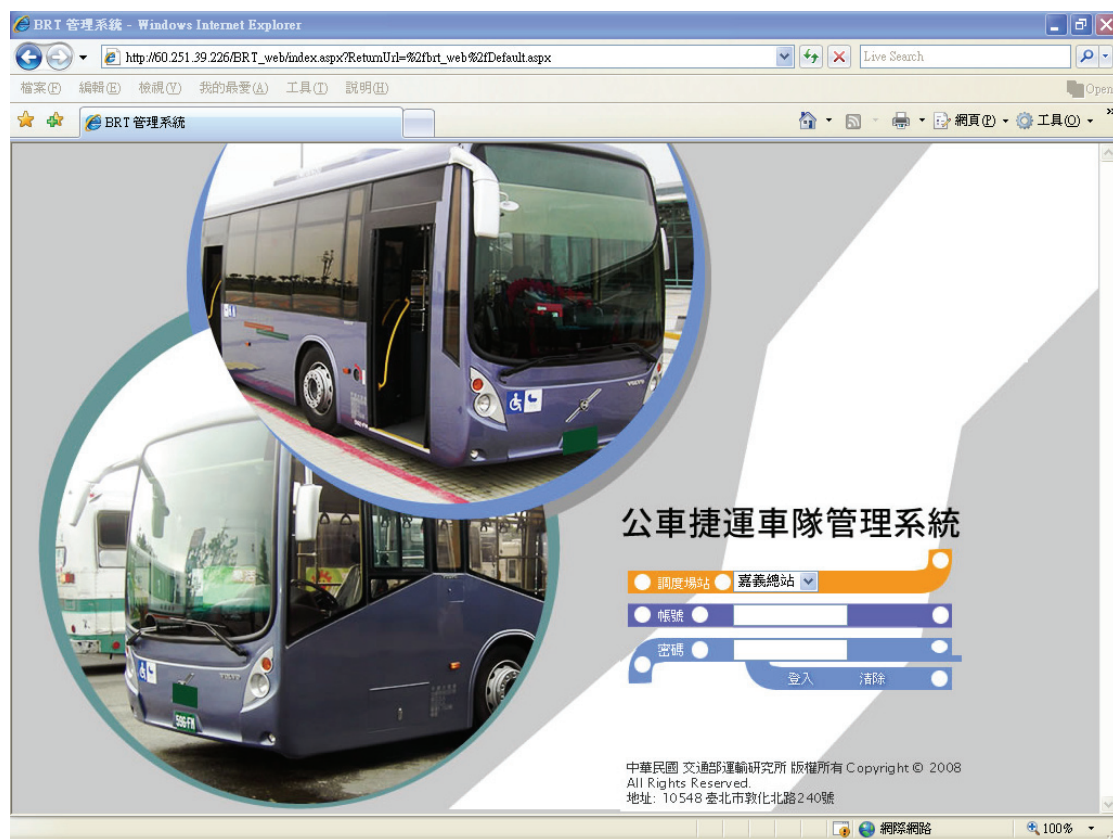 BRT 管理系統 - Windows Internet Explorer
http://60.251.39.226/BRT_web/index.aspx?ReturnUrl=%2fbrt_web%2fDefault.aspx
Live Search
檔案(F) 編輯(E) 檢視(V) 我的最愛(A) 工具(T) 說明(H)
Open
BRT 管理系統
網頁(P) 工具(O)
VOLVO
VOLVO
596-FN
公車捷運車隊管理系統
調度場站 嘉義總站
帳號
密碼
登入 清除
中華民國 交通部運輸研究所 版權所有 Copyright © 2008
All Rights Reserved.
地址: 10548 臺北市敦化北路240號
網際網路 100%